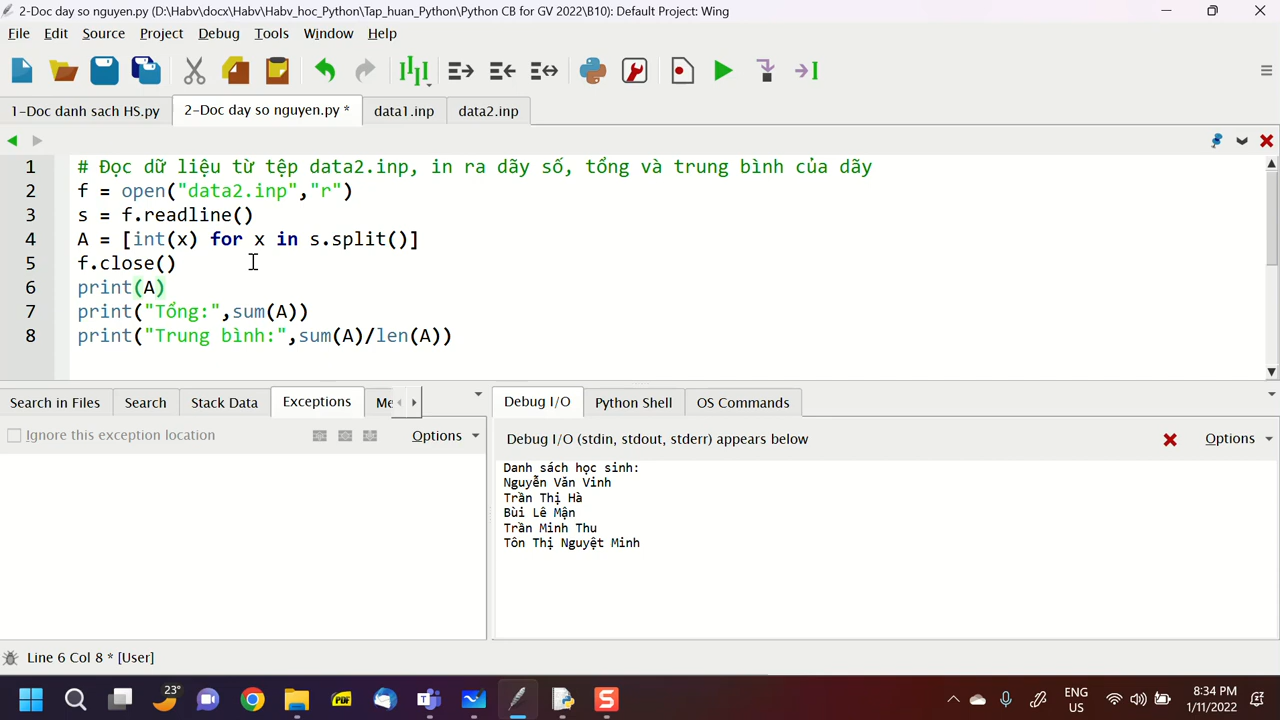 2-Doc day so nguyen.py (D:\Habv\docx\Habv\Habv_hoc_Python\Tap_huan_Python\Python CB for GV 2022\B10): Default Project: Wing
File Edit Source Project Debug Tools Window Help
1-Doc danh sach HS.py 2-Doc day so nguyen.py * data1.inp data2.inp
1 # Đọc dữ liệu từ tệp data2.inp, in ra dãy số, tổng và trung bình của dãy
2 f = open("data2.inp","r")
3 s = f.readline()
4 A = [int(x) for x in s.split()]
5 f.close()
6 print(A)
7 print("Tổng:",sum(A))
8 print("Trung bình:",sum(A)/len(A))
Search in Files Search Stack Data Exceptions Me
Debug I/O Python Shell OS Commands
Ignore this exception location Options
Debug I/O (stdin, stdout, stderr) appears below Options
Danh sách học sinh:
Nguyễn Văn Vinh
Trần Thị Hà
Bùi Lê Mận
Trần Minh Thu
Tôn Thị Nguyệt Minh
Line 6 Col 8 * [User]
23°
PDF
S
ENG
US
8:34 PM
1/11/2022